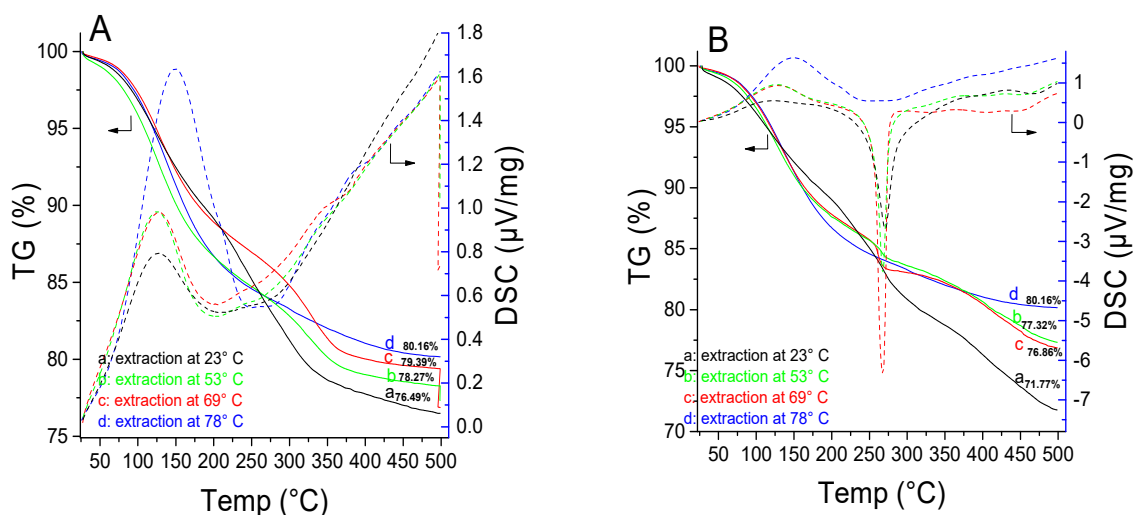 A
TG (%)
100
95
90
85
80
75
1.8
1.6
1.4
1.2
1.0
0.8
0.6
0.4
0.2
0.0
DSC (µV/mg)
d 80.16%
c 79.39%
b 78.27%
a 76.49%
a: extraction at 23° C
b: extraction at 53° C
c: extraction at 69° C
d: extraction at 78° C
50 100 150 200 250 300 350 400 450 500
Temp (°C)
B
TG (%)
100
95
90
85
80
75
70
1
0
-1
-2
-3
-4
-5
-6
-7
DSC (µV/mg)
d 80.16%
b 77.32%
c 76.86%
a 71.77%
a: extraction at 23° C
b: extraction at 53° C
c: extraction at 69° C
d: extraction at 78° C
50 100 150 200 250 300 350 400 450 500
Temp (°C)